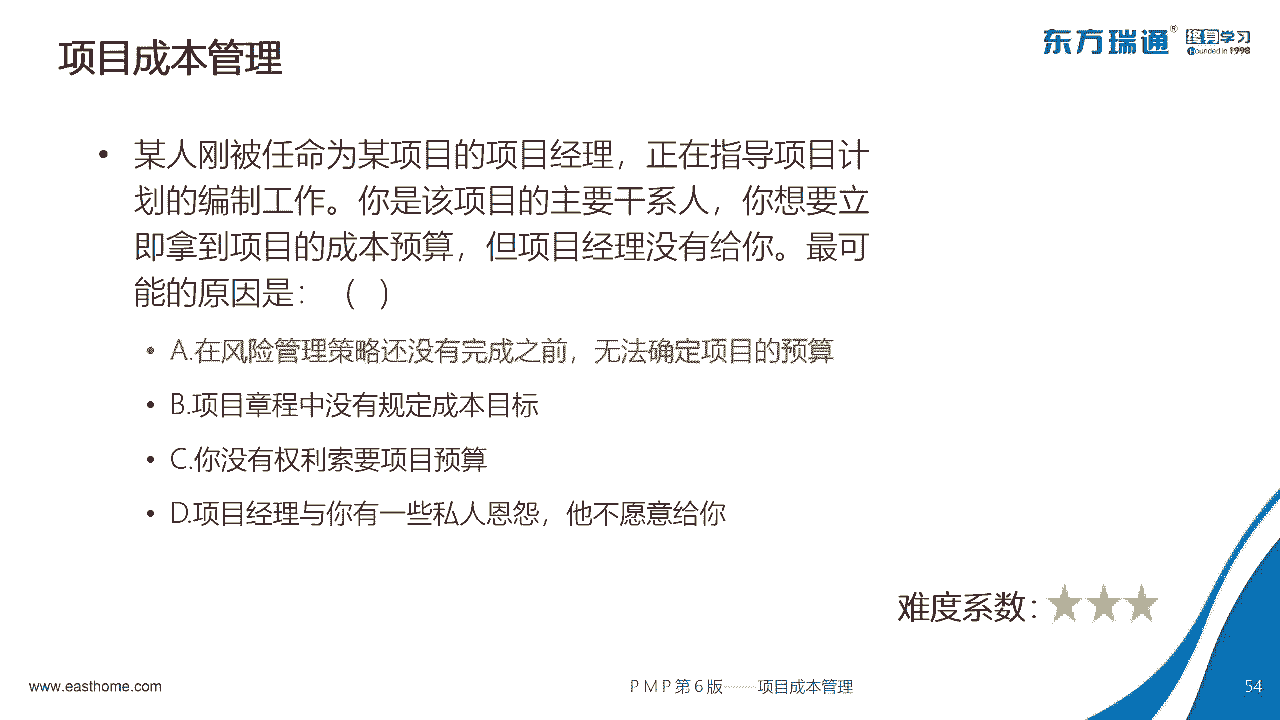 项目成本管理
东方瑞通® 终身学习
Founded in 1998
• 某人刚被任命为某项目的项目经理，正在指导项目计
划的编制工作。你是该项目的主要干系人，你想要立
即拿到项目的成本预算，但项目经理没有给你。最可
能的原因是：（ ）
• A.在风险管理策略还没有完成之前，无法确定项目的预算
• B.项目章程中没有规定成本目标
• C.你没有权利索要项目预算
• D.项目经理与你有一些私人恩怨，他不愿意给你
难度系数：★★★
www.easthome.com
PMP第6版———项目成本管理
54